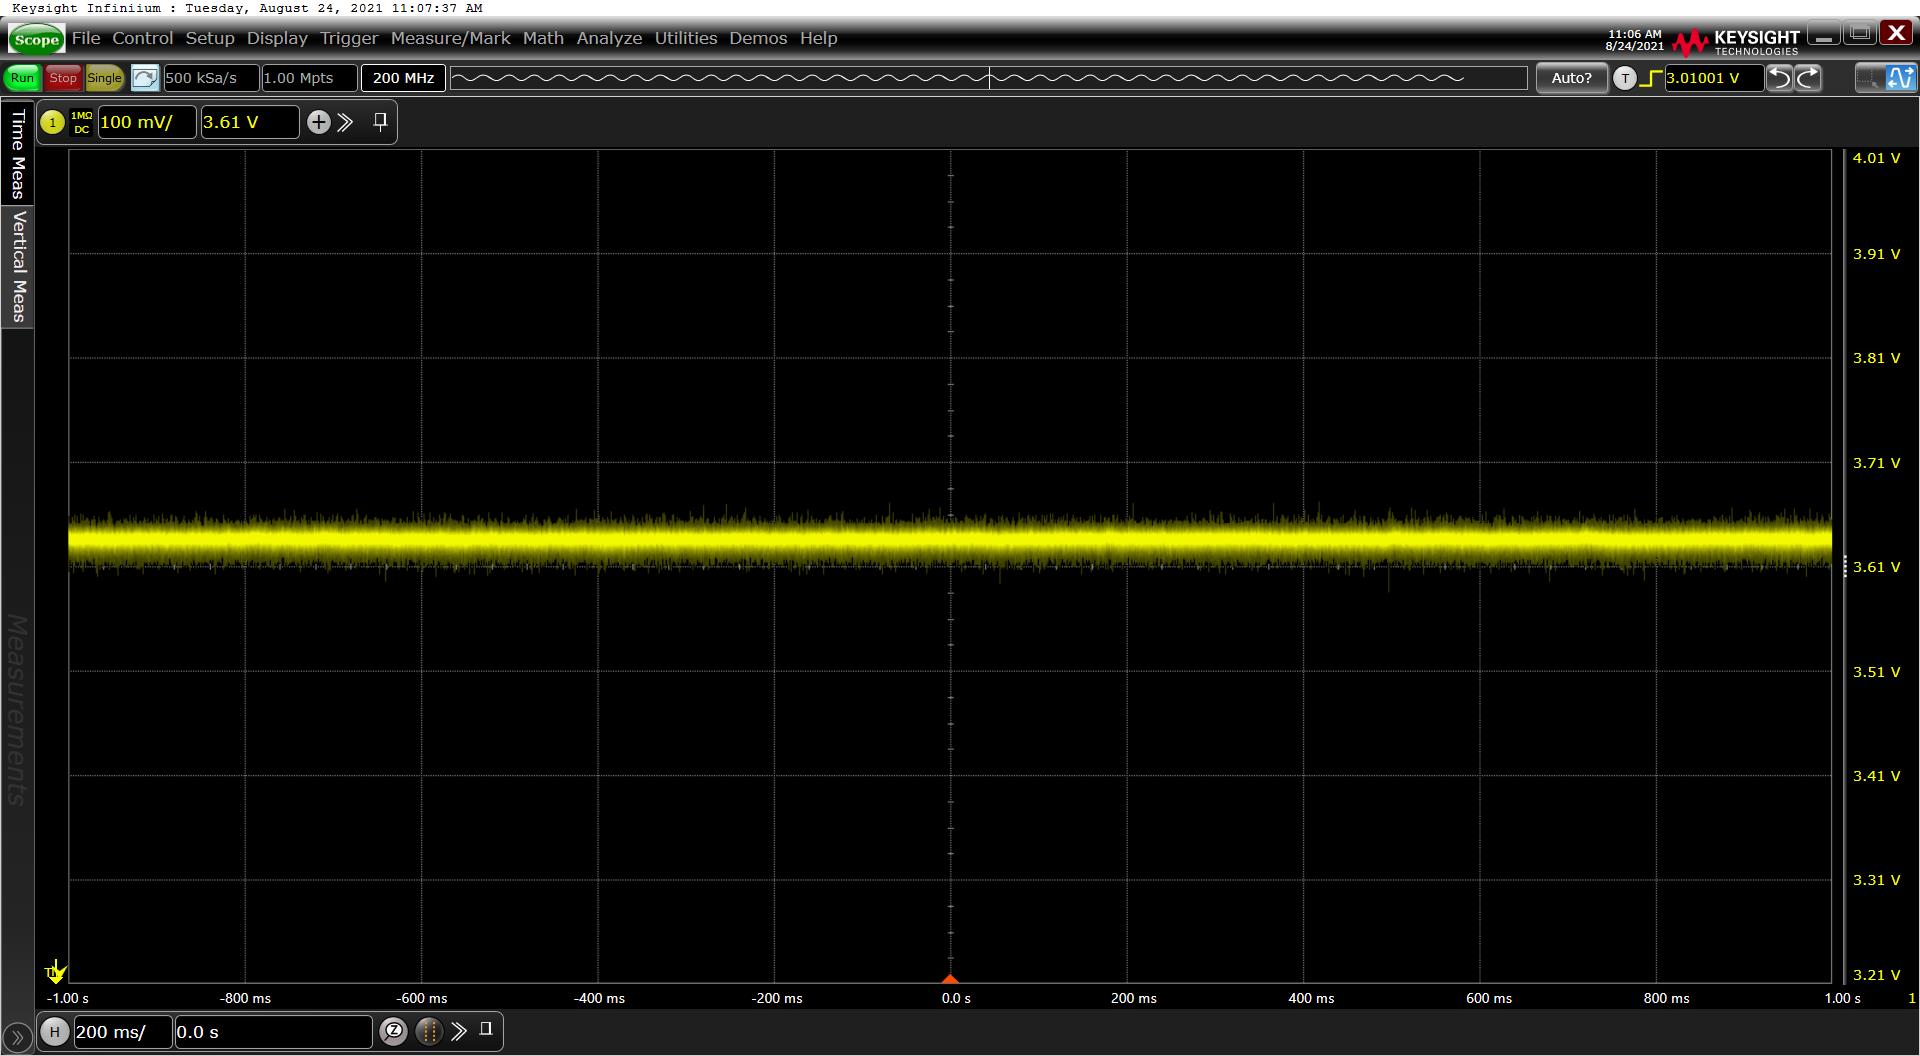 Keysight Infiniium : Tuesday, August 24, 2021 11:07:37 AM
Scope File Control Setup Display Trigger Measure/Mark Math Analyze Utilities Demos Help
11:06 AM
8/24/2021
KEYSIGHT
TECHNOLOGIES
X
Run Stop Single 500 kSa/s 1.00 Mpts 200 MHz Auto? T 3.01001 V
1 1MΩ DC 100 mV/ 3.61 V +
Time Meas
Vertical Meas
Measurements
4.01 V
3.91 V
3.81 V
3.71 V
3.61 V
3.51 V
3.41 V
3.31 V
3.21 V
-1.00 s -800 ms -600 ms -400 ms -200 ms 0.0 s 200 ms 400 ms 600 ms 800 ms 1.00 s 1
H 200 ms/ 0.0 s Z